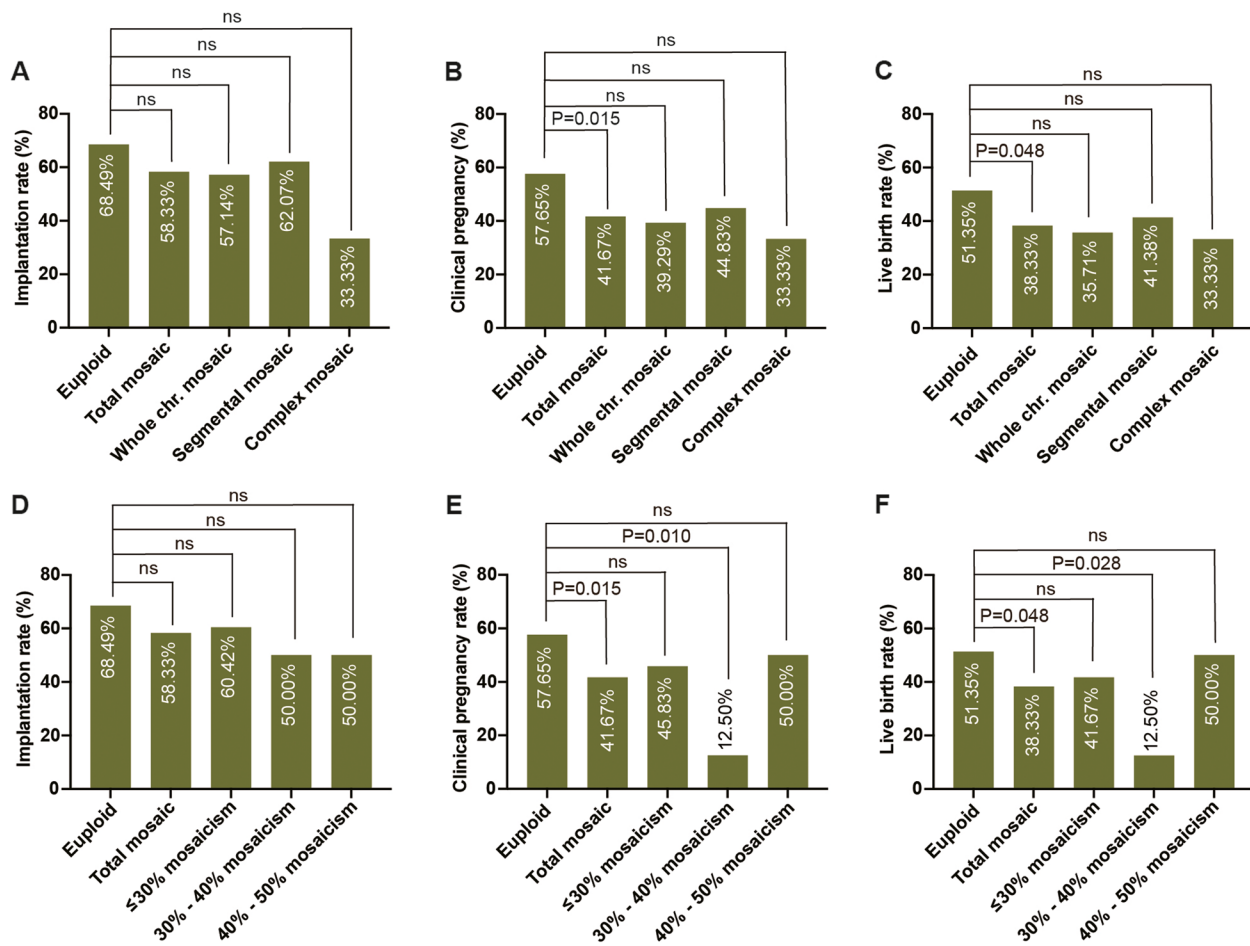 A
ns
ns
ns
ns
Implantation rate (%)
80
60
40
20
0
68.49%
58.33%
57.14%
62.07%
33.33%
Euploid
Total mosaic
Whole chr. mosaic
Segmental mosaic
Complex mosaic
B
ns
ns
ns
P=0.015
Clinical pregnancy (%)
80
60
40
20
0
57.65%
41.67%
39.29%
44.83%
33.33%
Euploid
Total mosaic
Whole chr. mosaic
Segmental mosaic
Complex mosaic
C
ns
ns
ns
P=0.048
Live birth rate (%)
80
60
40
20
0
51.35%
38.33%
35.71%
41.38%
33.33%
Euploid
Total mosaic
Whole chr. mosaic
Segmental mosaic
Complex mosaic
D
ns
ns
ns
ns
Implantation rate (%)
80
60
40
20
0
68.49%
58.33%
60.42%
50.00%
50.00%
Euploid
Total mosaic
≤30% mosaicism
30% - 40% mosaicism
40% - 50% mosaicism
E
ns
P=0.010
ns
P=0.015
Clinical pregnancy rate (%)
80
60
40
20
0
57.65%
41.67%
45.83%
12.50%
50.00%
Euploid
Total mosaic
≤30% mosaicism
30% - 40% mosaicism
40% - 50% mosaicism
F
ns
P=0.028
ns
P=0.048
Live birth rate (%)
80
60
40
20
0
51.35%
38.33%
41.67%
12.50%
50.00%
Euploid
Total mosaic
≤30% mosaicism
30% - 40% mosaicism
40% - 50% mosaicism